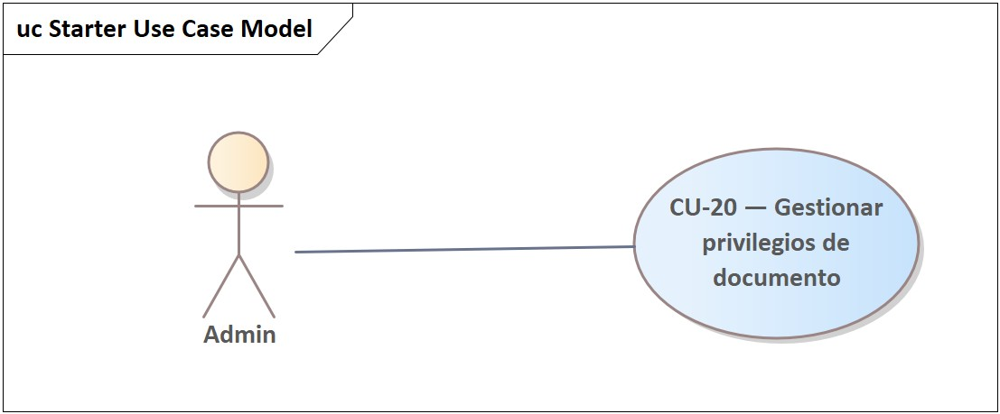 uc Starter Use Case Model
CU-20 — Gestionar
privilegios de
documento
Admin